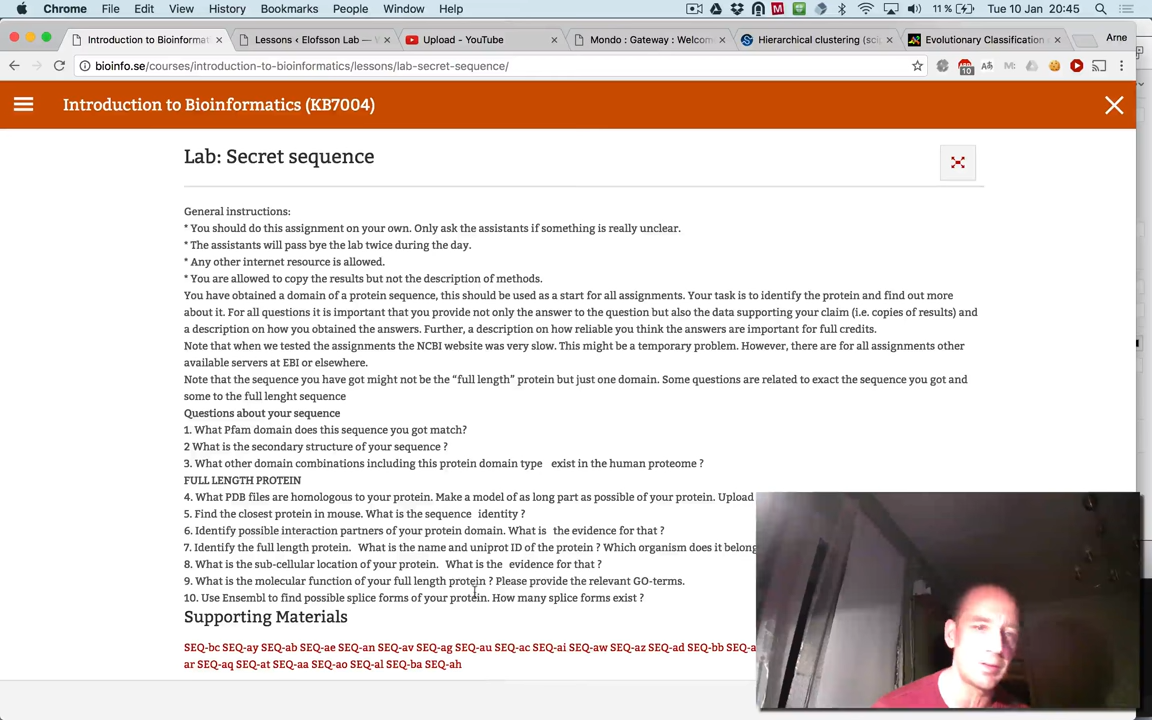 Chrome File Edit View History Bookmarks People Window Help 11 % Tue 10 Jan 20:45
Introduction to Bioinformat Lessons ‹ Elofsson Lab — W Upload - YouTube Mondo : Gateway : Welcom Hierarchical clustering (sci Evolutionary Classification Arne
bioinfo.se/courses/introduction-to-bioinformatics/lessons/lab-secret-sequence/
10
Introduction to Bioinformatics (KB7004)
Lab: Secret sequence
General instructions:
* You should do this assignment on your own. Only ask the assistants if something is really unclear.
* The assistants will pass bye the lab twice during the day.
* Any other internet resource is allowed.
* You are allowed to copy the results but not the description of methods.
You have obtained a domain of a protein sequence, this should be used as a start for all assignments. Your task is to identify the protein and find out more
about it. For all questions it is important that you provide not only the answer to the question but also the data supporting your claim (i.e. copies of results) and
a description on how you obtained the answers. Further, a description on how reliable you think the answers are important for full credits.
Note that when we tested the assignments the NCBI website was very slow. This might be a temporary problem. However, there are for all assignments other
available servers at EBI or elsewhere.
Note that the sequence you have got might not be the “full length” protein but just one domain. Some questions are related to exact the sequence you got and
some to the full lenght sequence
Questions about your sequence
1. What Pfam domain does this sequence you got match?
2 What is the secondary structure of your sequence ?
3. What other domain combinations including this protein domain type exist in the human proteome ?
FULL LENGTH PROTEIN
4. What PDB files are homologous to your protein. Make a model of as long part as possible of your protein. Upload
5. Find the closest protein in mouse. What is the sequence identity ?
6. Identify possible interaction partners of your protein domain. What is the evidence for that ?
7. Identify the full length protein. What is the name and uniprot ID of the protein ? Which organism does it belong
8. What is the sub-cellular location of your protein. What is the evidence for that ?
9. What is the molecular function of your full length protein ? Please provide the relevant GO-terms.
10. Use Ensembl to find possible splice forms of your protein. How many splice forms exist ?
Supporting Materials
SEQ-bc SEQ-ay SEQ-ab SEQ-ae SEQ-an SEQ-av SEQ-ag SEQ-au SEQ-ac SEQ-ai SEQ-aw SEQ-az SEQ-ad SEQ-bb SEQ-a
ar SEQ-aq SEQ-at SEQ-aa SEQ-ao SEQ-al SEQ-ba SEQ-ah